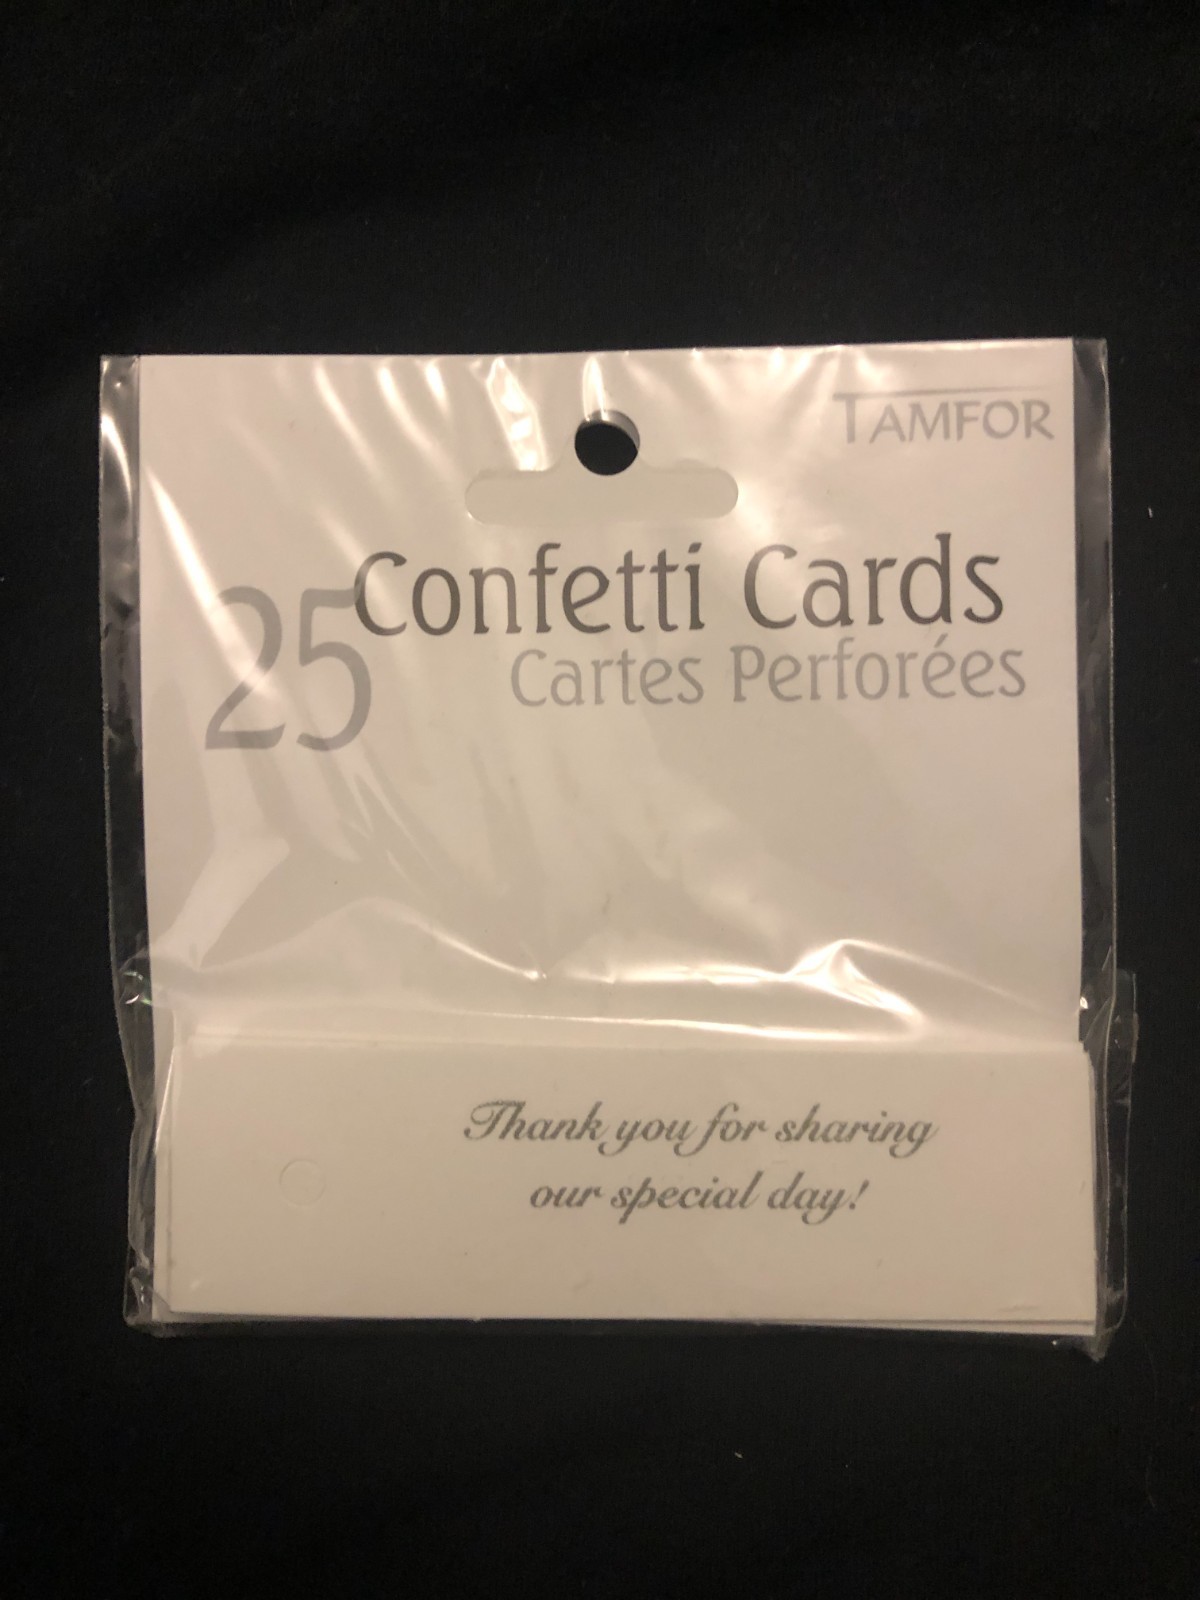 TAMFOR
25 Confetti Cards
Cartes Perforées
Thank you for sharing
our special day!